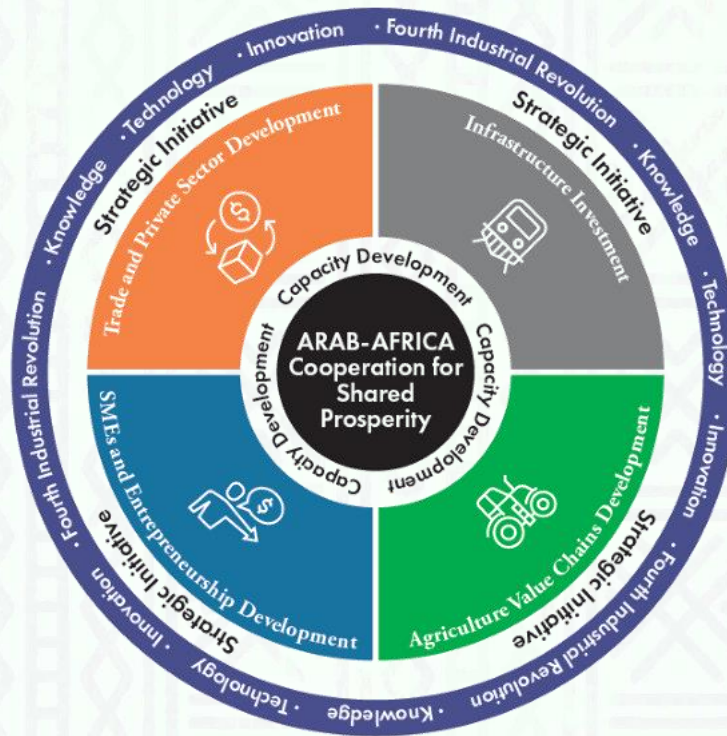 · Fourth Industrial Revolution · Knowledge · Technology · Innovation · Fourth Industrial Revolution · Knowledge · Technology · Innovation · Fourth Industrial Revolution · Knowledge · Technology · Innovation
Strategic Initiative
Trade and Private Sector Development
Strategic Initiative
Infrastructure Investment
Capacity Development
Capacity Development
Capacity Development
ARAB-AFRICA
Cooperation for
Shared
Prosperity
SMEs and Entrepreneurship Development
Strategic Initiative
Agriculture Value Chains Development
Strategic Initiative